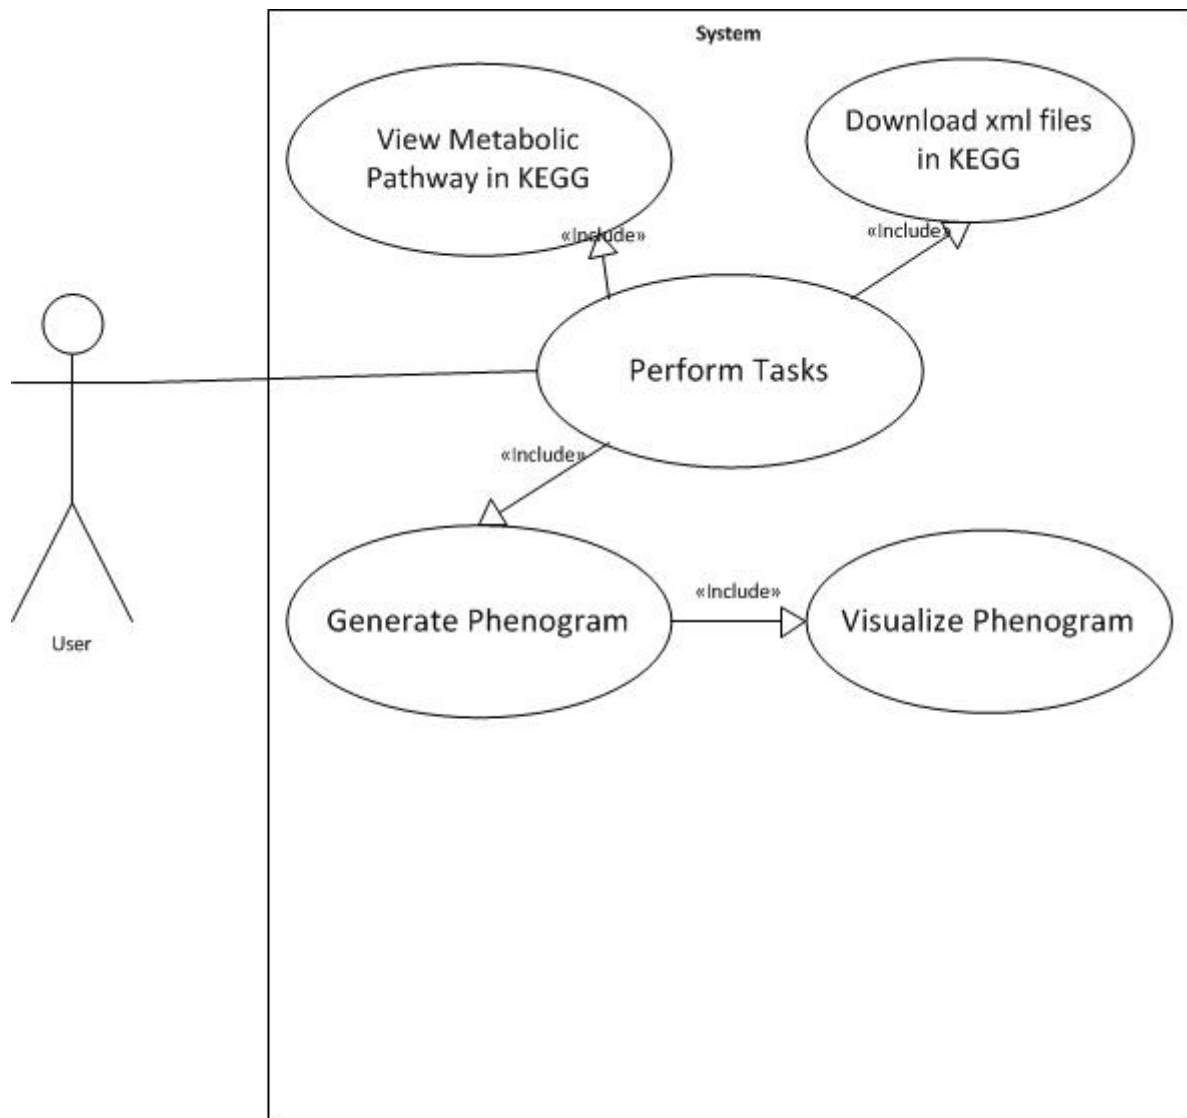 System
View Metabolic
Pathway in KEGG
Download xml files
in KEGG
«Include»
«Include»
Perform Tasks
«Include»
Generate Phenogram
«Include»
Visualize Phenogram
User